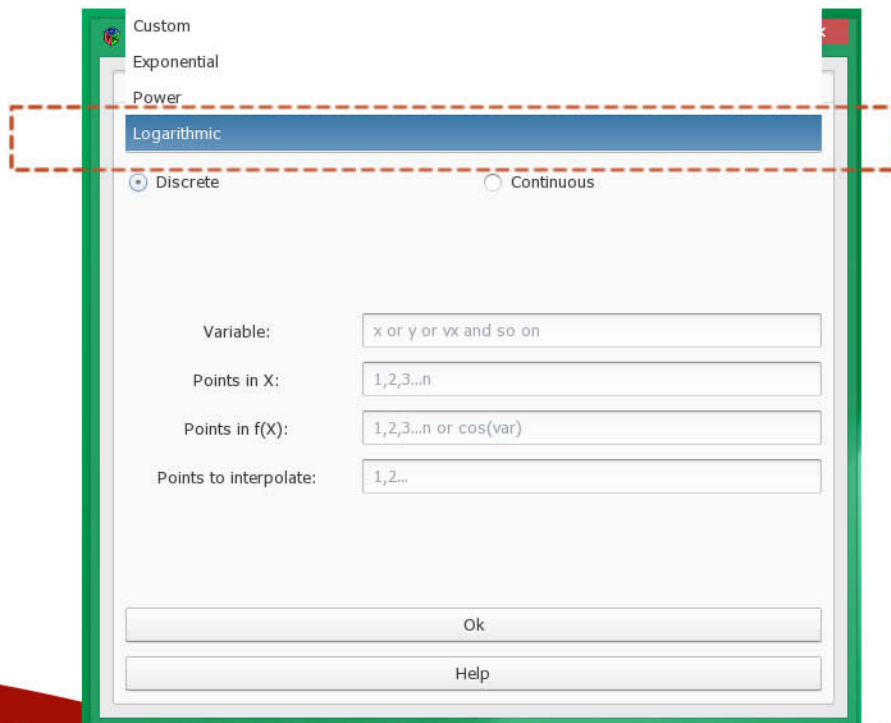 Custom
Exponential
Power
Logarithmic
Discrete Continuous
Variable: x or y or vx and so on
Points in X: 1,2,3...n
Points in f(X): 1,2,3...n or cos(var)
Points to interpolate: 1,2...
Ok
Help